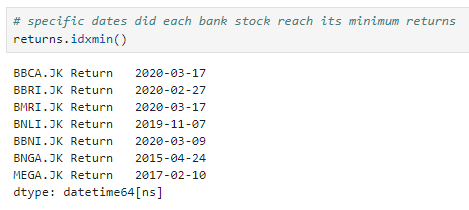 # specific dates did each bank stock reach its minimum returns
returns.idxmin()
BBCA.JK Return   2020-03-17
BBRI.JK Return   2020-02-27
BMRI.JK Return   2020-03-17
BNLI.JK Return   2019-11-07
BBNI.JK Return   2020-03-09
BNGA.JK Return   2015-04-24
MEGA.JK Return   2017-02-10
dtype: datetime64[ns]